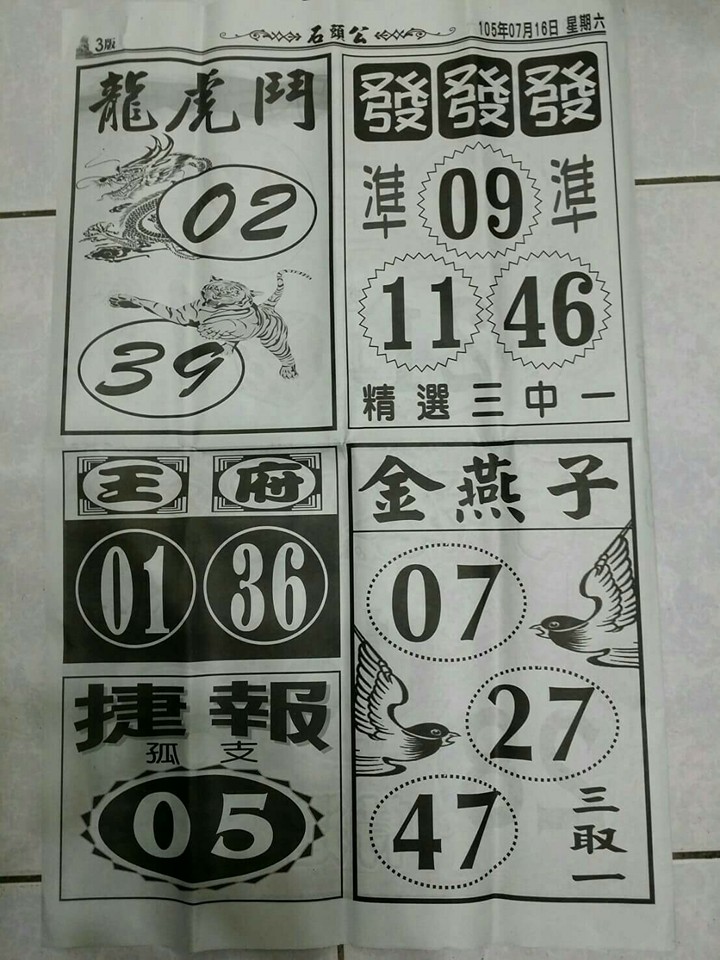 3版 石頭公 105年07月16日 星期六
龍虎鬥
02
39
發發發
準 09 準
11 46
精選三中一
王府
01 36
捷報
孤支
05
金燕子
07
27
47
三取一